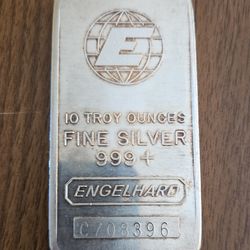 E
10 TROY OUNCES
FINE SILVER
999+
ENGELHARD
C708396